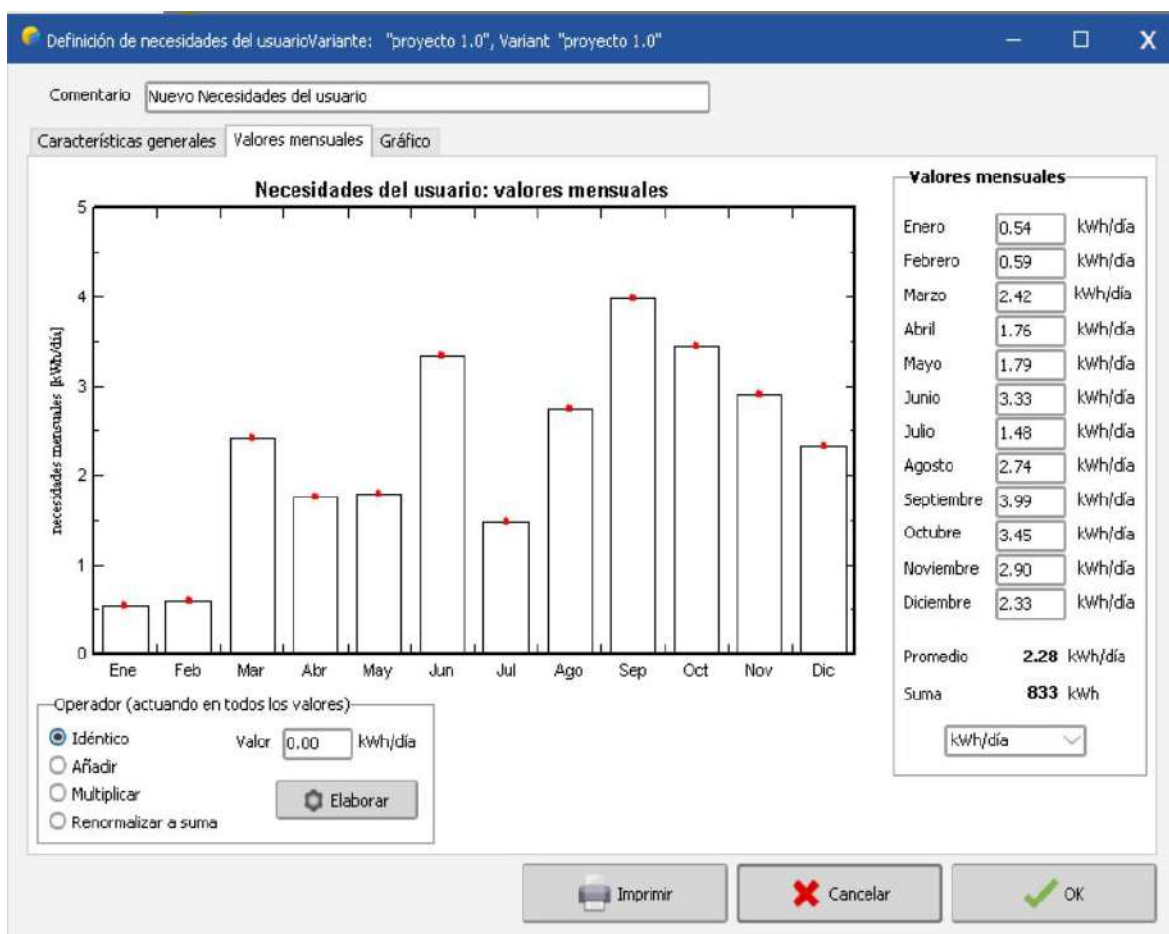 Definición de necesidades del usuarioVariante: "proyecto 1.0", Variant "proyecto 1.0"
Comentario Nuevo Necesidades del usuario
Características generales Valores mensuales Gráfico
Necesidades del usuario: valores mensuales
5
4
3
2
1
0
necesidades mensuales [kWh/día]
Ene Feb Mar Abr May Jun Jul Ago Sep Oct Nov Dic
Valores mensuales
Enero 0.54 kWh/día
Febrero 0.59 kWh/día
Marzo 2.42 kWh/día
Abril 1.76 kWh/día
Mayo 1.79 kWh/día
Junio 3.33 kWh/día
Julio 1.48 kWh/día
Agosto 2.74 kWh/día
Septiembre 3.99 kWh/día
Octubre 3.45 kWh/día
Noviembre 2.90 kWh/día
Diciembre 2.33 kWh/día
Promedio 2.28 kWh/día
Suma 833 kWh
kWh/día
Operador (actuando en todos los valores)
Idéntico Valor 0.00 kWh/día
Añadir
Multiplicar
Elaborar
Renormalizar a suma
Imprimir Cancelar OK